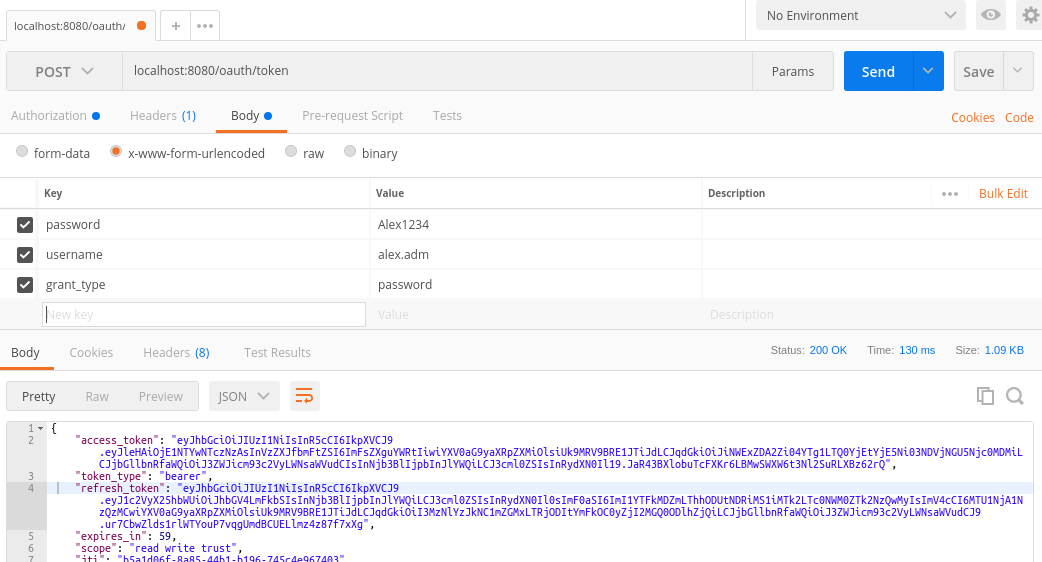 localhost:8080/oauth/
+
•••
No Environment
POST
localhost:8080/oauth/token
Params
Send
Save
Authorization
Headers (1)
Body
Pre-request Script
Tests
Cookies
Code
form-data
x-www-form-urlencoded
raw
binary
Key
Value
Description
•••
Bulk Edit
password
Alex1234
username
alex.adm
grant_type
password
New key
Value
Description
Body
Cookies
Headers (8)
Test Results
Status: 200 OK
Time: 130 ms
Size: 1.09 KB
Pretty
Raw
Preview
JSON
1 {
2 "access_token": "eyJhbGciOiJIUzI1NiIsInR5cCI6IkpXVCJ9
3 "token_type": "bearer",
4 "refresh_token": "eyJhbGciOiJIUzI1NiIsInR5cCI6IkpXVCJ9
5 "expires_in": 59,
6 "scope": "read write trust",
7 "jti": "b5a1d06f-8a85-44b1-b196-745c4e967403"